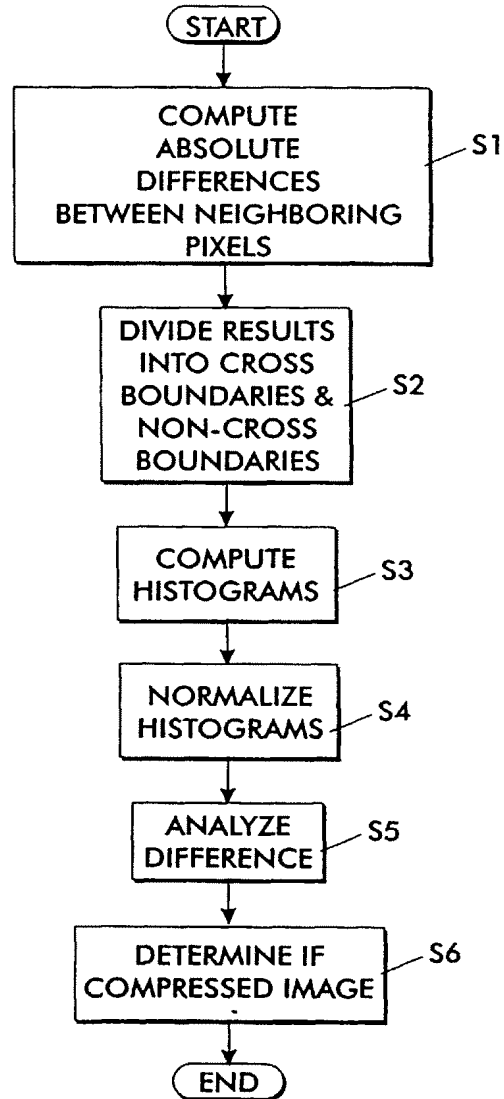 START
COMPUTE
ABSOLUTE
DIFFERENCES
BETWEEN NEIGHBORING
PIXELS
S1
DIVIDE RESULTS
INTO CROSS
BOUNDARIES &
NON-CROSS
BOUNDARIES
S2
COMPUTE
HISTOGRAMS
S3
NORMALIZE
HISTOGRAMS
S4
ANALYZE
DIFFERENCE
S5
DETERMINE IF
COMPRESSED IMAGE
S6
END